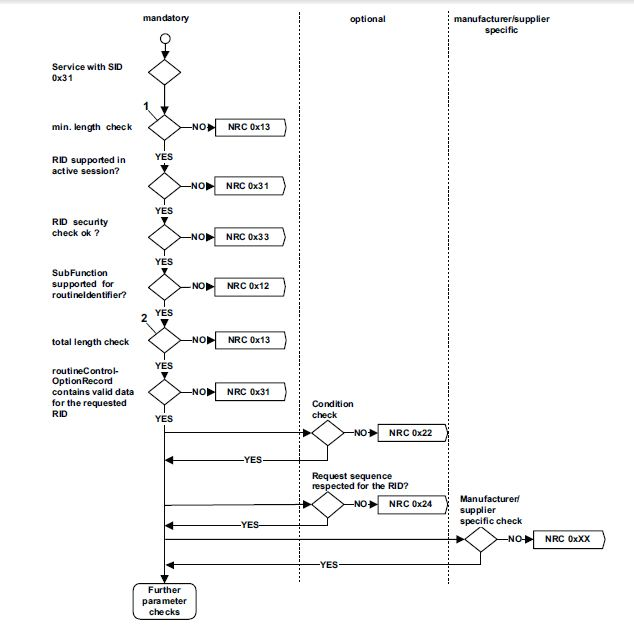 mandatory
optional
manufacturer/supplier
specific
Service with SID
0x31
1
min. length check
NO
NRC 0x13
YES
RID supported in
active session?
NO
NRC 0x31
YES
RID security
check ok ?
NO
NRC 0x33
YES
SubFunction
supported for
routineIdentifier?
NO
NRC 0x12
YES
2
total length check
NO
NRC 0x13
YES
routineControl-
OptionRecord
contains valid data
for the requested
RID
NO
NRC 0x31
YES
Condition
check
NO
NRC 0x22
YES
Request sequence
respected for the RID?
NO
NRC 0x24
YES
Manufacturer/
supplier
specific check
NO
NRC 0xXX
YES
Further
parameter
checks